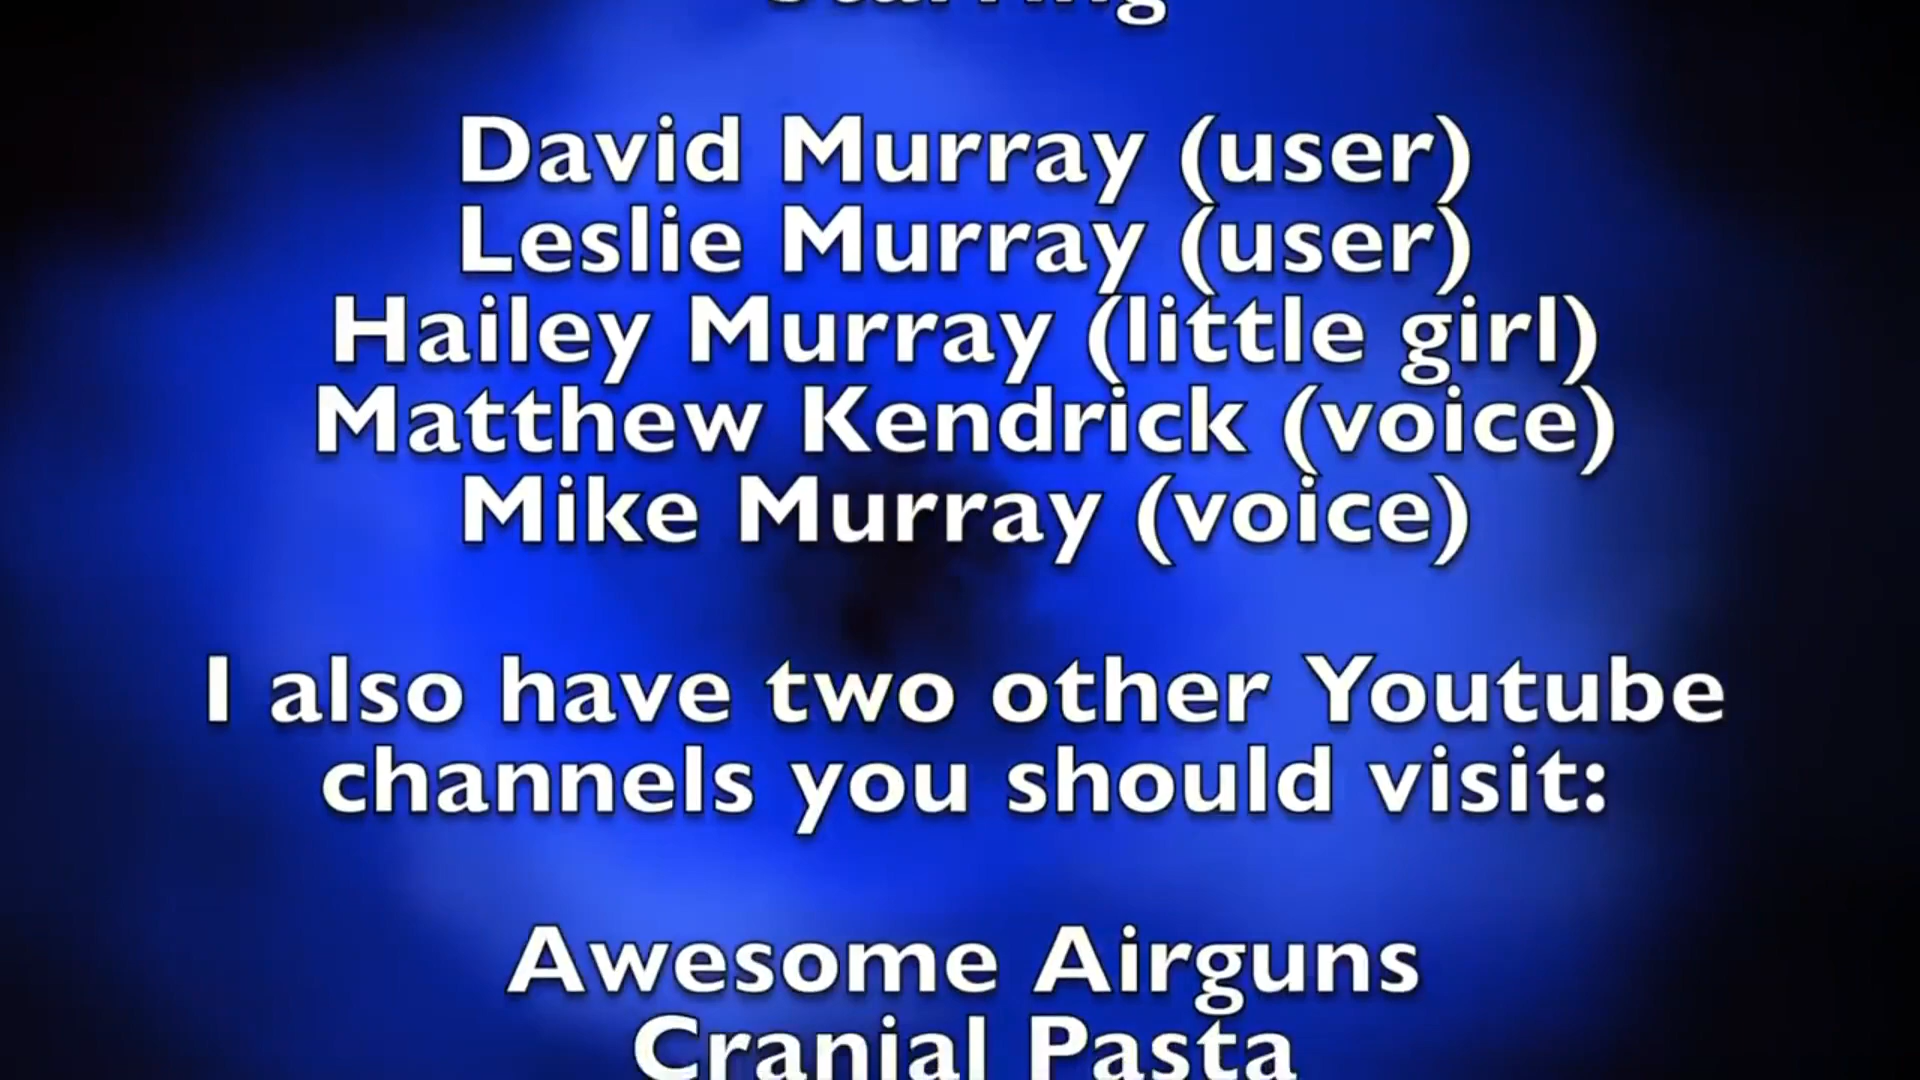 Starring
David Murray (user)
Leslie Murray (user)
Hailey Murray (little girl)
Matthew Kendrick (voice)
Mike Murray (voice)
I also have two other Youtube
channels you should visit:
Awesome Airguns
Cranial Pasta